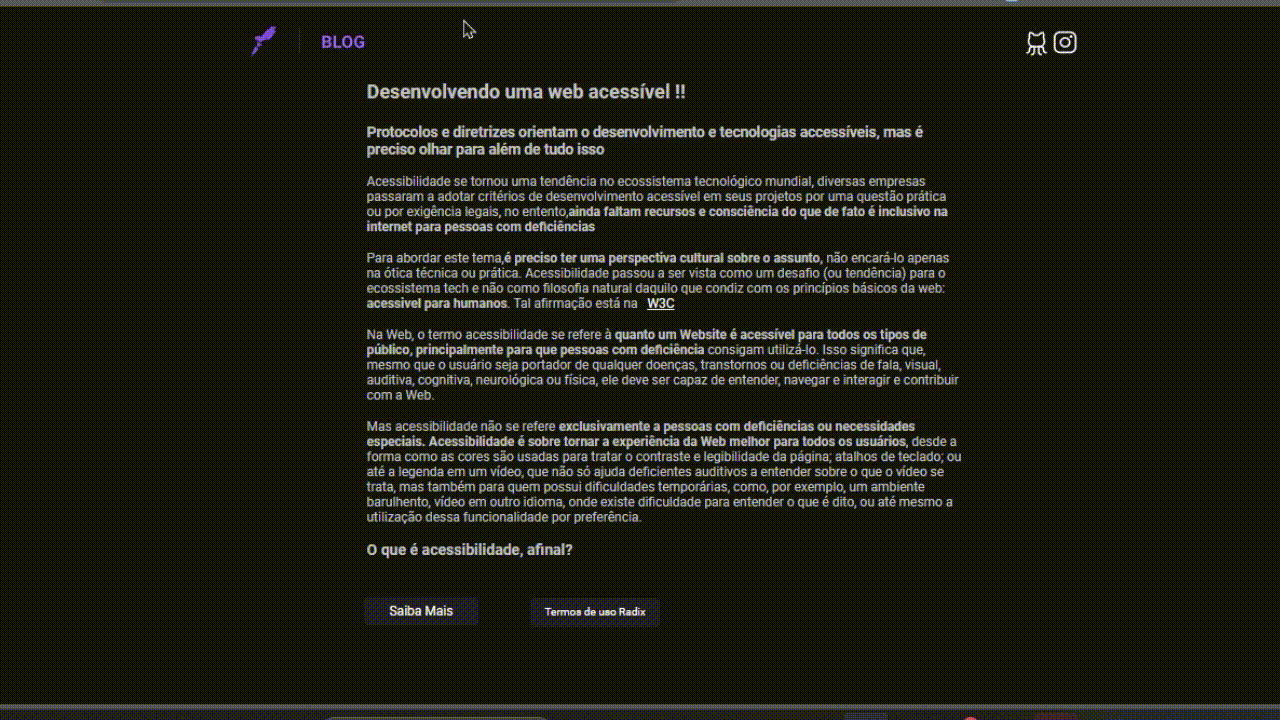 BLOG
Desenvolvendo uma web acessível !!
Protocolos e diretrizes orientam o desenvolvimento e tecnologias accessíveis, mas é
preciso olhar para além de tudo isso
Acessibilidade se tornou uma tendência no ecossistema tecnológico mundial, diversas empresas
passaram a adotar critérios de desenvolvimento acessível em seus projetos por uma questão prática
ou por exigência legais, no entento,ainda faltam recursos e consciência do que de fato é inclusivo na
internet para pessoas com deficiências
Para abordar este tema,é preciso ter uma perspectiva cultural sobre o assunto, não encará-lo apenas
na ótica técnica ou prática. Acessibilidade passou a ser vista como um desafio (ou tendência) para o
ecossistema tech e não como filosofia natural daquilo que condiz com os princípios básicos da web:
acessivel para humanos. Tal afirmação está na W3C
Na Web, o termo acessibilidade se refere à quanto um Website é acessível para todos os tipos de
público, principalmente para que pessoas com deficiência consigam utilizá-lo. Isso significa que,
mesmo que o usuário seja portador de qualquer doenças, transtornos ou deficiências de fala, visual,
auditiva, cognitiva, neurológica ou física, ele deve ser capaz de entender, navegar e interagir e contribuir
com a Web.
Mas acessibilidade não se refere exclusivamente a pessoas com deficiências ou necessidades
especiais. Acessibilidade é sobre tornar a experiência da Web melhor para todos os usuários, desde a
forma como as cores são usadas para tratar o contraste e legibilidade da página; atalhos de teclado; ou
até a legenda em um vídeo, que não só ajuda deficientes auditivos a entender sobre o que o vídeo se
trata, mas também para quem possui dificuldades temporárias, como, por exemplo, um ambiente
barulhento, vídeo em outro idioma, onde existe dificuldade para entender o que é dito, ou até mesmo a
utilização dessa funcionalidade por preferência.
O que é acessibilidade, afinal?
Saiba Mais
Termos de uso Radix